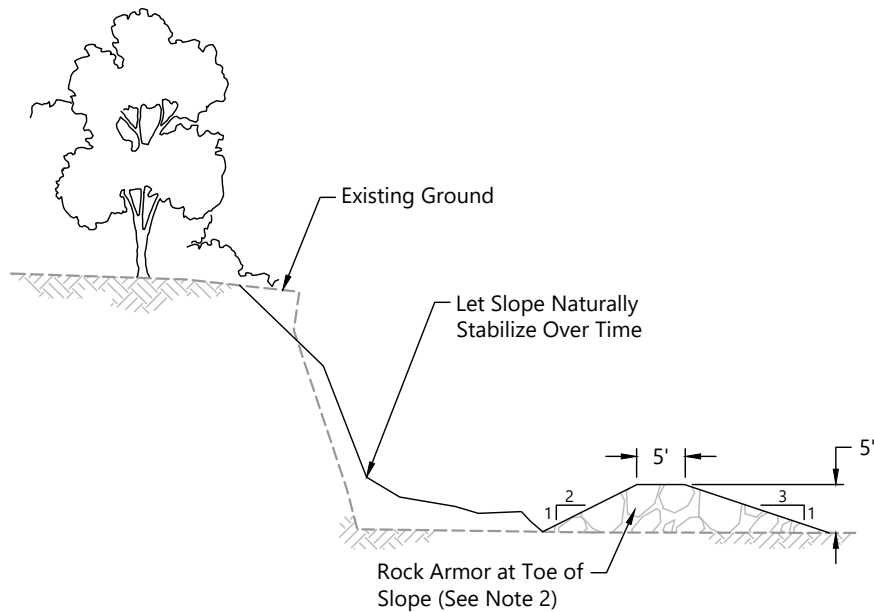 Existing Ground
Let Slope Naturally
Stabilize Over Time
5'
5'
2
1
3
1
Rock Armor at Toe of
Slope (See Note 2)